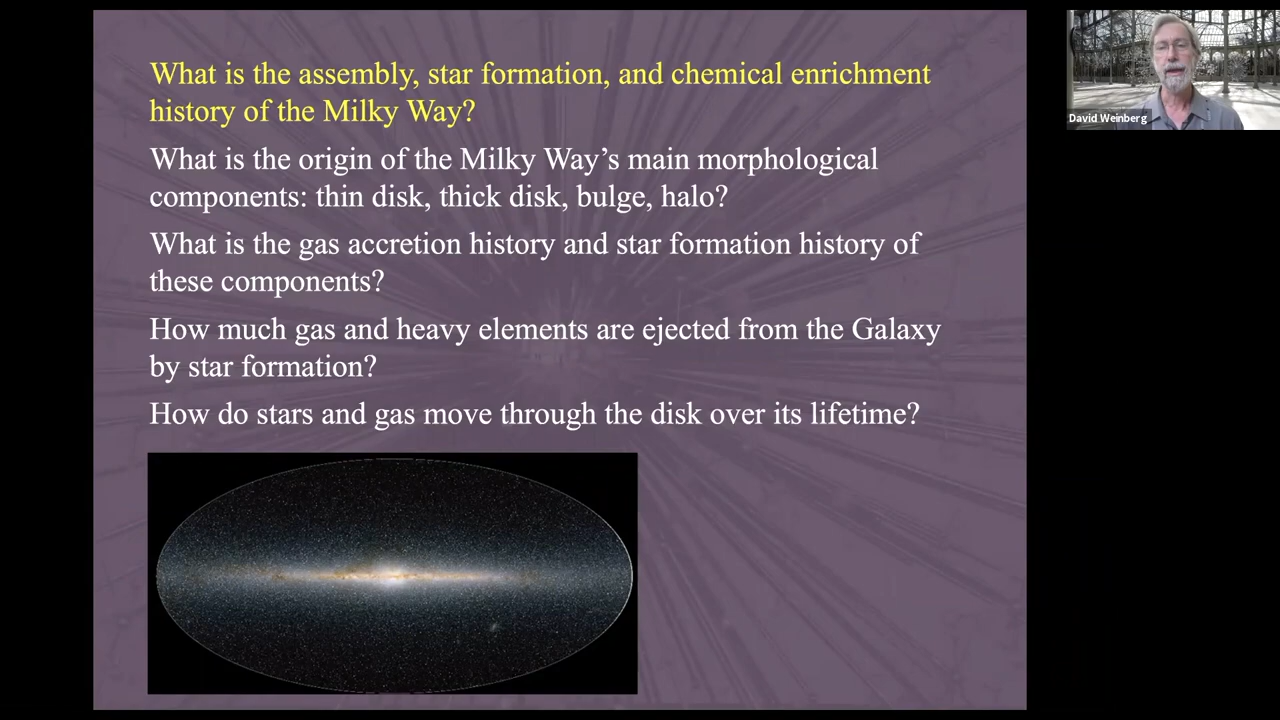 What is the assembly, star formation, and chemical enrichment
history of the Milky Way?
What is the origin of the Milky Way’s main morphological
components: thin disk, thick disk, bulge, halo?
What is the gas accretion history and star formation history of
these components?
How much gas and heavy elements are ejected from the Galaxy
by star formation?
How do stars and gas move through the disk over its lifetime?
David Weinberg